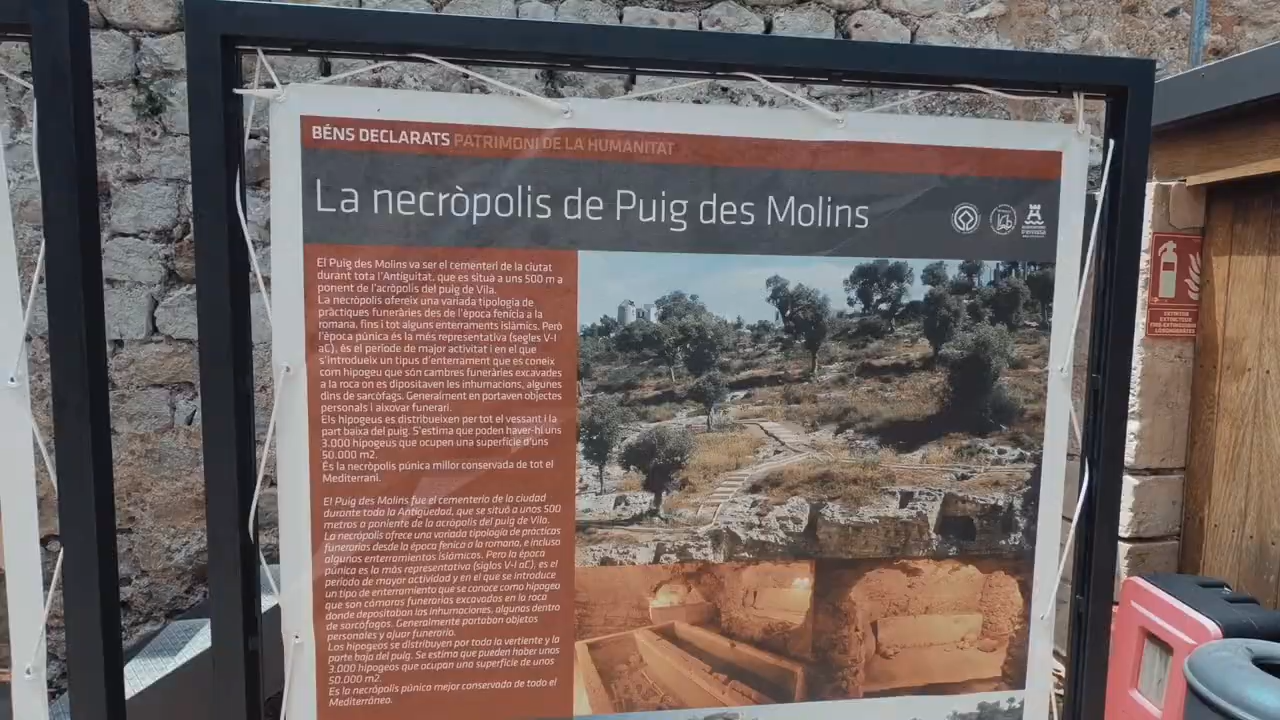 BÉNS DECLARATS PATRIMONI DE LA HUMANITAT
La necròpolis de Puig des Molins
El Puig des Molins va ser el cementeri de la ciutat
durant tota l'Antiguitat, que es situà a uns 500 m a
ponent de l'acròpolis del puig de Vila.
La necròpolis ofereix una variada tipologia de
pràctiques funeràries des de l'època fenícia a la
romana, fins i tot alguns enterraments islàmics. Però
l'època púnica és la més representativa (segles V-I
aC), és el període de major activitat i en el que
s'introdueix un tipus d'enterrament que es coneix
com hipogeu que són cambres funeràries excavades
a la roca on es dipositaven les inhumacions, algunes
dins de sarcòfags. Generalment en portaven objectes
personals i aixovar funerari.
Els hipogeus es distribueixen per tot el vessant i la
part baixa del puig. S'estima que poden haver-hi uns
3.000 hipogeus que ocupen una superfície d'uns
50.000 m2.
És la necròpolis púnica millor conservada de tot el
Mediterrani.
El Puig des Molins fue el cementerio de la ciudad
durante toda la Antigüedad, que se situó a unos 500
metros a poniente de la acròpolis del puig de Vila.
La necròpolis ofrece una variada tipología de prácticas
funerarias desde la época fenicia a la romana, e incluso
algunos enterramientos islámicos. Pero la época
púnica es la más representativa (siglos V-I aC), es el
periodo de mayor actividad y en el que se introduce
un tipo de enterramiento que se conoce como hipogeo
que son cámaras funerarias excavadas en la roca
donde depositaban las inhumaciones, algunas dentro
de sarcófagos. Generalmente portaban objetos
personales y ajuar funerario.
Los hipogeos se distribuyen por toda la vertiente y la
parte baja del puig. Se estima que pueden haber unos
3.000 hipogeos que ocupan una superficie de unos
50.000 m2.
Es la necròpolis púnica mejor conservada de todo el
Mediterráneo.
EXTINTOR
EXTINCTEUR
FIRE-EXTINGUISHER